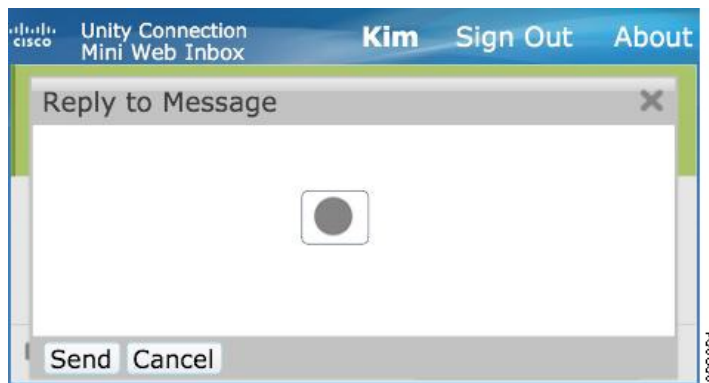 CISCO
Unity Connection
Mini Web Inbox
Kim
Sign Out
About
Reply to Message
Send
Cancel